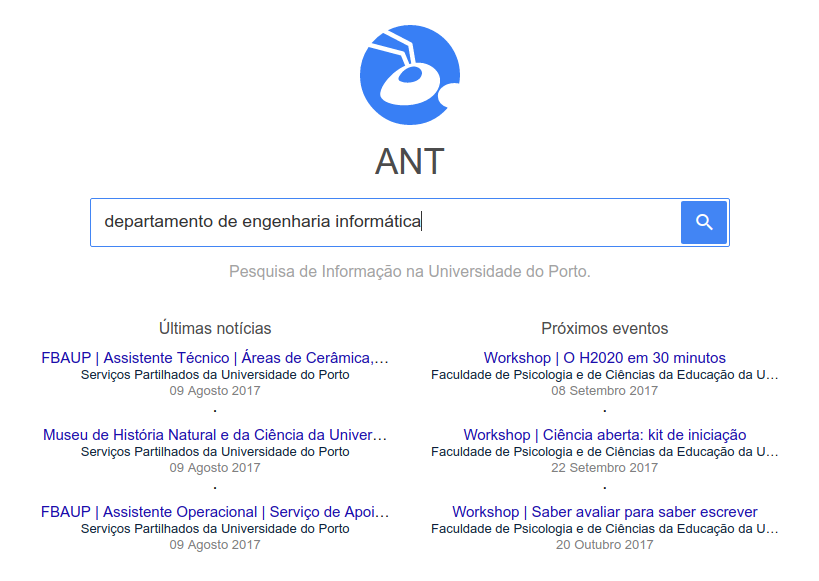 ANT
departamento de engenharia informática
Pesquisa de Informação na Universidade do Porto.
Últimas notícias
FBAUP | Assistente Técnico | Áreas de Cerâmica,…
Serviços Partilhados da Universidade do Porto
09 Agosto 2017
.
Museu de História Natural e da Ciência da Univer…
Serviços Partilhados da Universidade do Porto
09 Agosto 2017
.
FBAUP | Assistente Operacional | Serviço de Apoi…
Serviços Partilhados da Universidade do Porto
09 Agosto 2017
Próximos eventos
Workshop | O H2020 em 30 minutos
Faculdade de Psicologia e de Ciências da Educação da U…
08 Setembro 2017
.
Workshop | Ciência aberta: kit de iniciação
Faculdade de Psicologia e de Ciências da Educação da U…
22 Setembro 2017
.
Workshop | Saber avaliar para saber escrever
Faculdade de Psicologia e de Ciências da Educação da U…
20 Outubro 2017